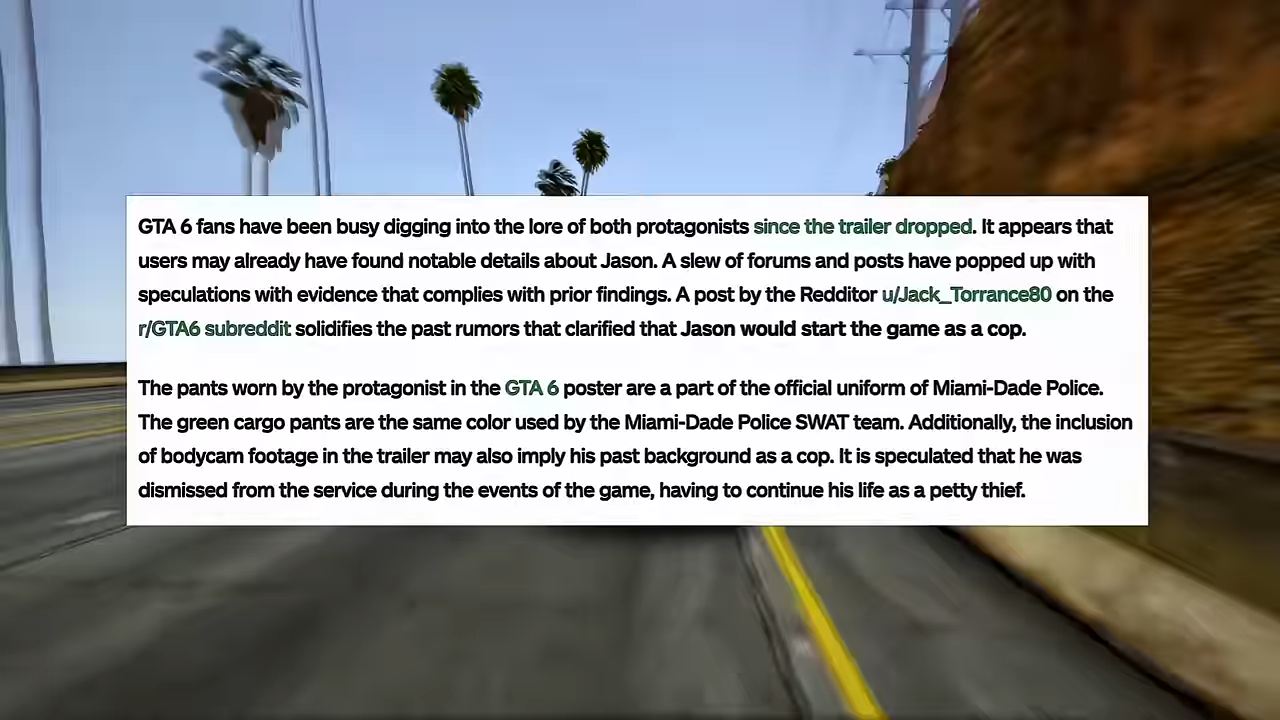 GTA 6 fans have been busy digging into the lore of both protagonists since the trailer dropped. It appears that
users may already have found notable details about Jason. A slew of forums and posts have popped up with
speculations with evidence that complies with prior findings. A post by the Redditor u/Jack_Torrance80 on the
r/GTA6 subreddit solidifies the past rumors that clarified that Jason would start the game as a cop.
The pants worn by the protagonist in the GTA 6 poster are a part of the official uniform of Miami-Dade Police.
The green cargo pants are the same color used by the Miami-Dade Police SWAT team. Additionally, the inclusion
of bodycam footage in the trailer may also imply his past background as a cop. It is speculated that he was
dismissed from the service during the events of the game, having to continue his life as a petty thief.